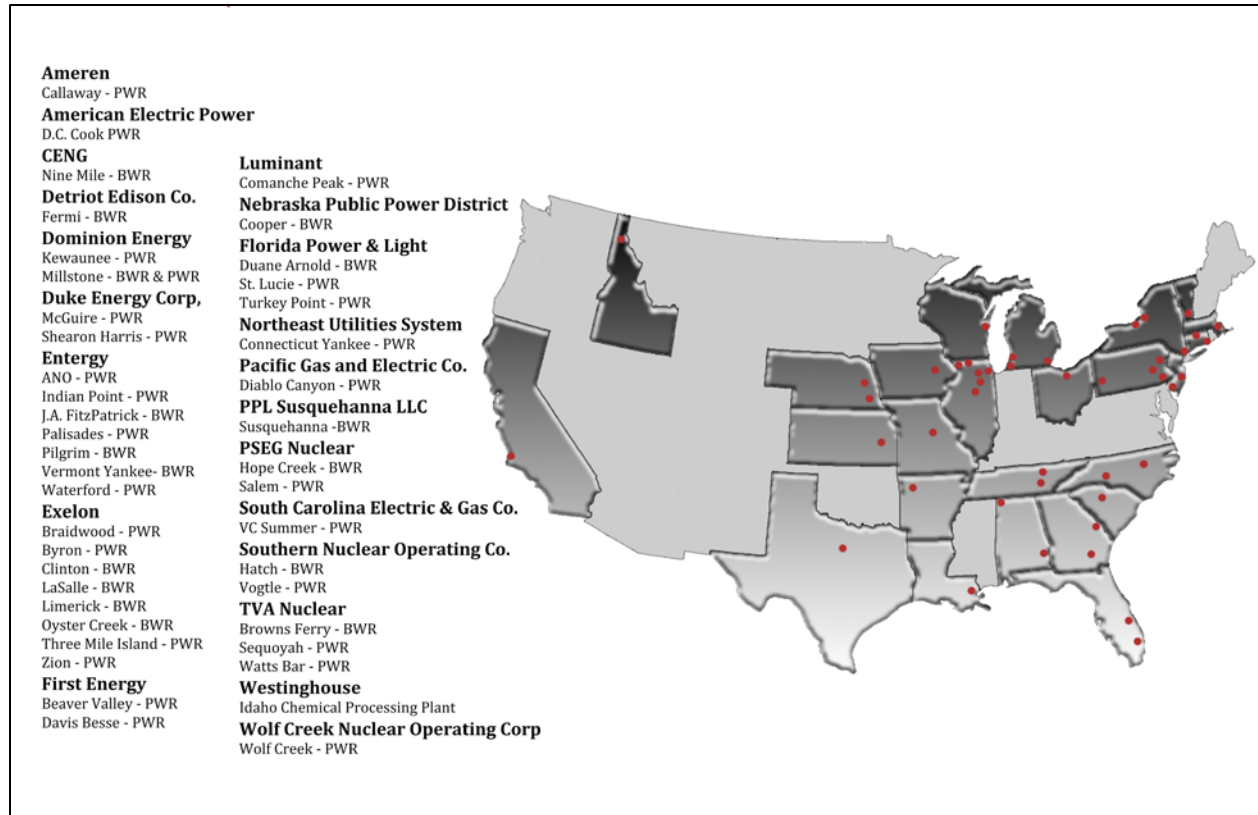 Ameren
Callaway - PWR
American Electric Power
D.C. Cook PWR
CENG
Nine Mile - BWR
Detriot Edison Co.
Fermi - BWR
Dominion Energy
Kewaunee - PWR
Millstone - BWR & PWR
Duke Energy Corp,
McGuire - PWR
Shearon Harris - PWR
Entergy
ANO - PWR
Indian Point - PWR
J.A. FitzPatrick - BWR
Palisades - PWR
Pilgrim - BWR
Vermont Yankee- BWR
Waterford - PWR
Exelon
Braidwood - PWR
Byron - PWR
Clinton - BWR
LaSalle - BWR
Limerick - BWR
Oyster Creek - BWR
Three Mile Island - PWR
Zion - PWR
First Energy
Beaver Valley - PWR
Davis Besse - PWR
Luminant
Comanche Peak - PWR
Nebraska Public Power District
Cooper - BWR
Florida Power & Light
Duane Arnold - BWR
St. Lucie - PWR
Turkey Point - PWR
Northeast Utilities System
Connecticut Yankee - PWR
Pacific Gas and Electric Co.
Diablo Canyon - PWR
PPL Susquehanna LLC
Susquehanna -BWR
PSEG Nuclear
Hope Creek - BWR
Salem - PWR
South Carolina Electric & Gas Co.
VC Summer - PWR
Southern Nuclear Operating Co.
Hatch - BWR
Vogtle - PWR
TVA Nuclear
Browns Ferry - BWR
Sequoyah - PWR
Watts Bar - PWR
Westinghouse
Idaho Chemical Processing Plant
Wolf Creek Nuclear Operating Corp
Wolf Creek - PWR